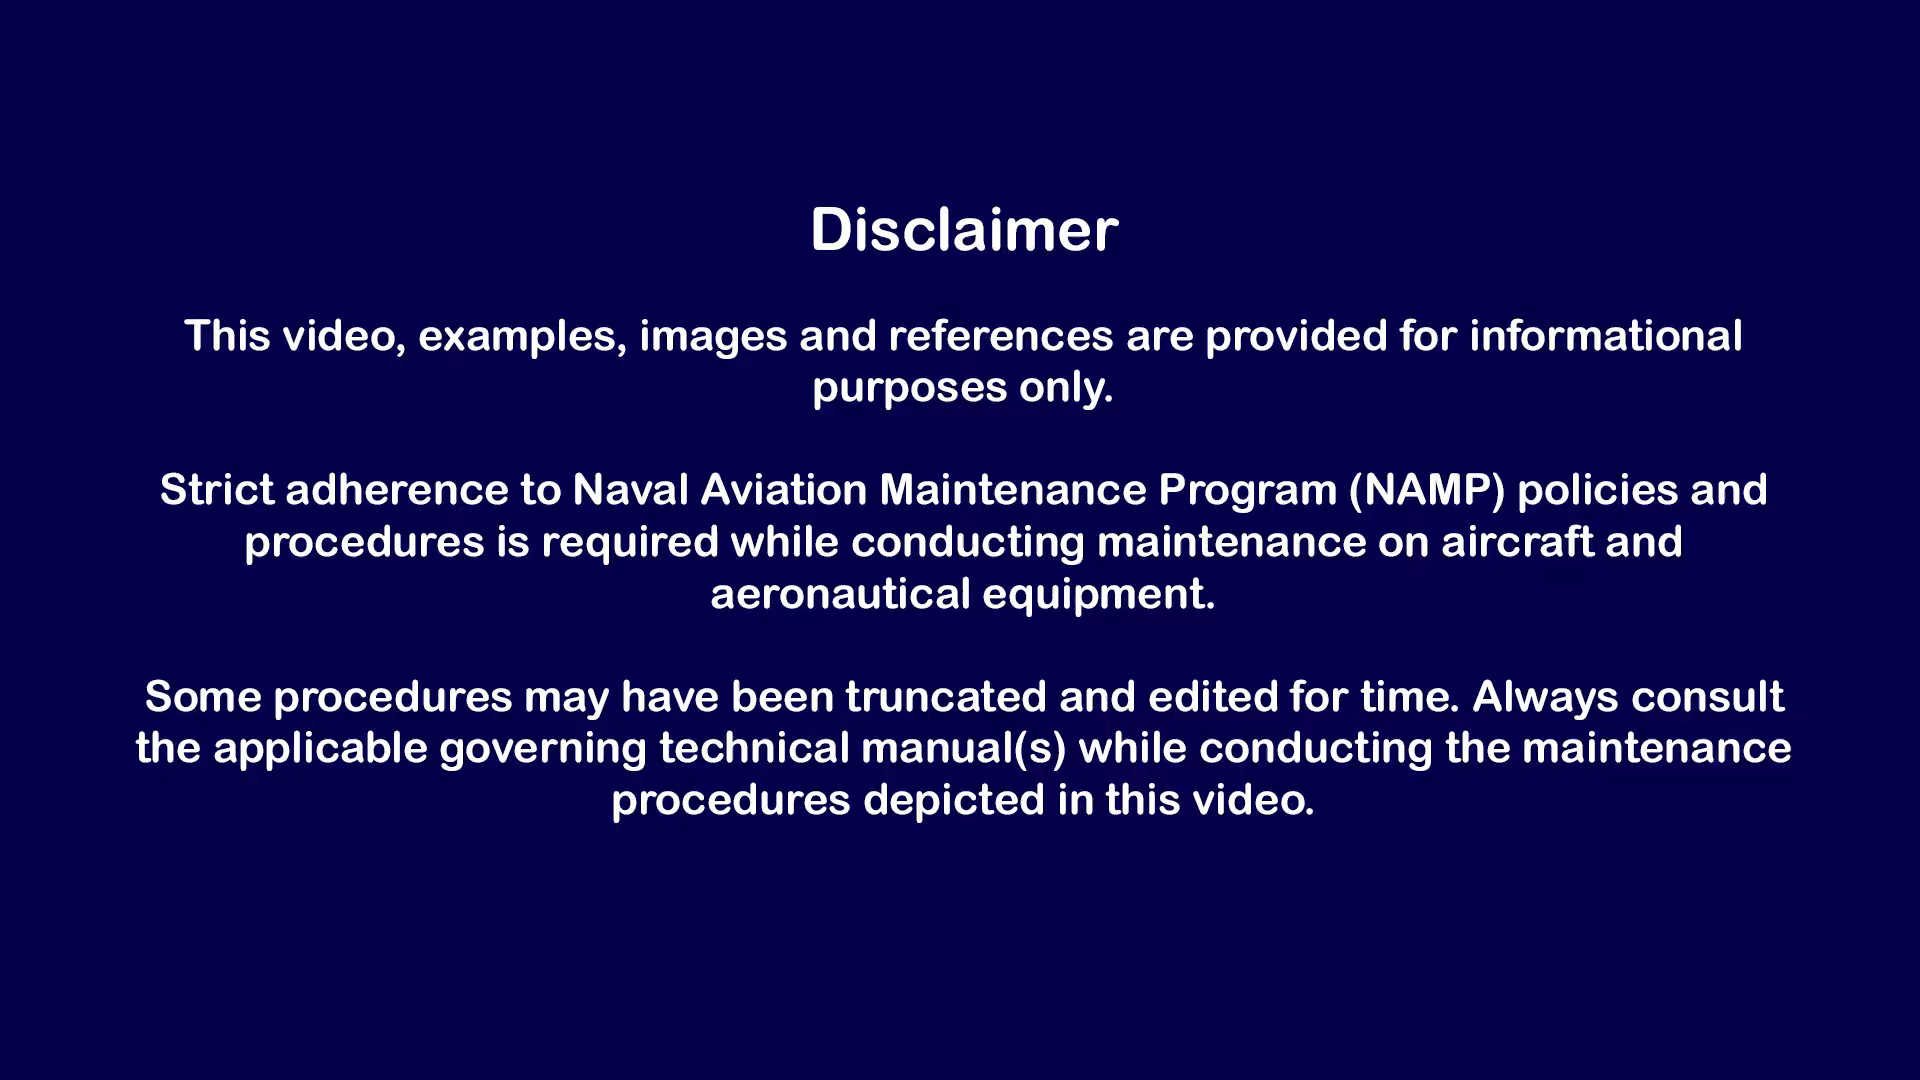 Disclaimer
This video, examples, images and references are provided for informational
purposes only.
Strict adherence to Naval Aviation Maintenance Program (NAMP) policies and
procedures is required while conducting maintenance on aircraft and
aeronautical equipment.
Some procedures may have been truncated and edited for time. Always consult
the applicable governing technical manual(s) while conducting the maintenance
procedures depicted in this video.